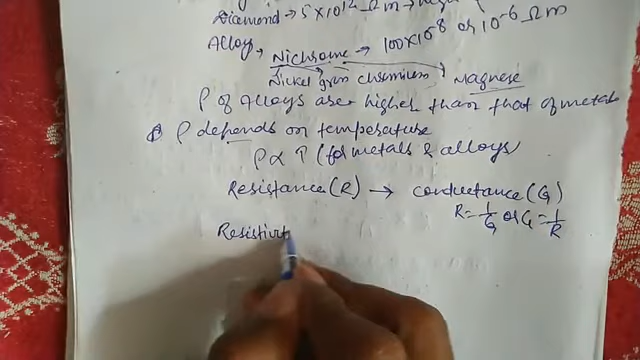 Diamond → 5 × 10¹² Ωm →
Alloy, Nichrome → 100×10⁻⁸ or 10⁻⁶ Ωm
Nickel chromium Magnese
ρ of alloys are higher than that of metals
ρ depends on temperature
ρ ∝ T (for metals & alloys)
Resistance (R) → conductance (G)
R = 1/G or G = 1/R
Resistivit